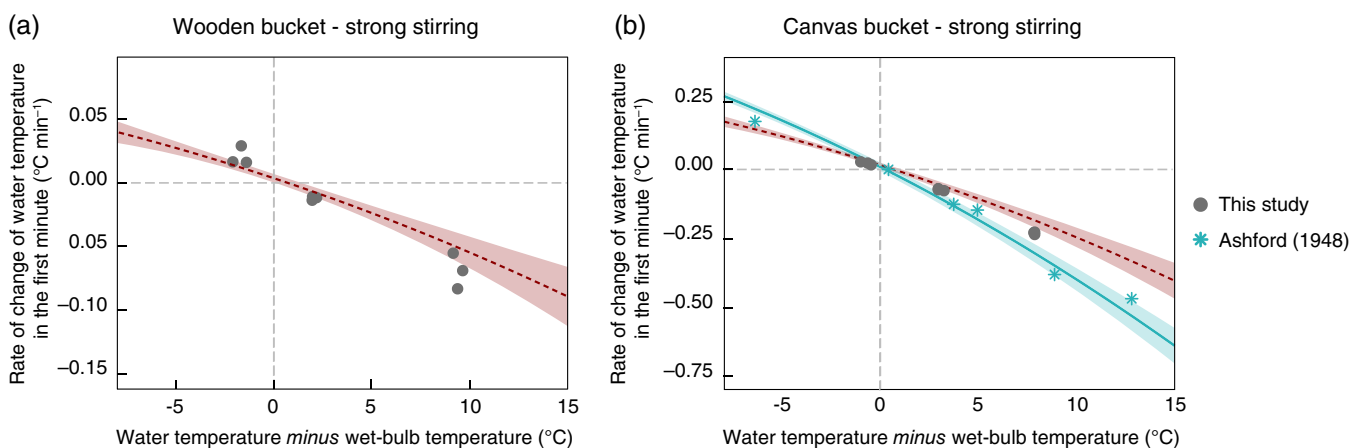 (a)
Wooden bucket - strong stirring
Rate of change of water temperature
in the first minute (°C min⁻¹)
0.05
0.00
0.05
−0.10
−0.15
-5
0
5
10
15
Water temperature minus wet-bulb temperature (°C)
(b)
Canvas bucket - strong stirring
Rate of change of water temperature
in the first minute (°C min⁻¹)
0.25
0.00
−0.25
−0.50
−0.75
-5
0
5
10
15
Water temperature minus wet-bulb temperature (°C)
This study
Ashford (1948)